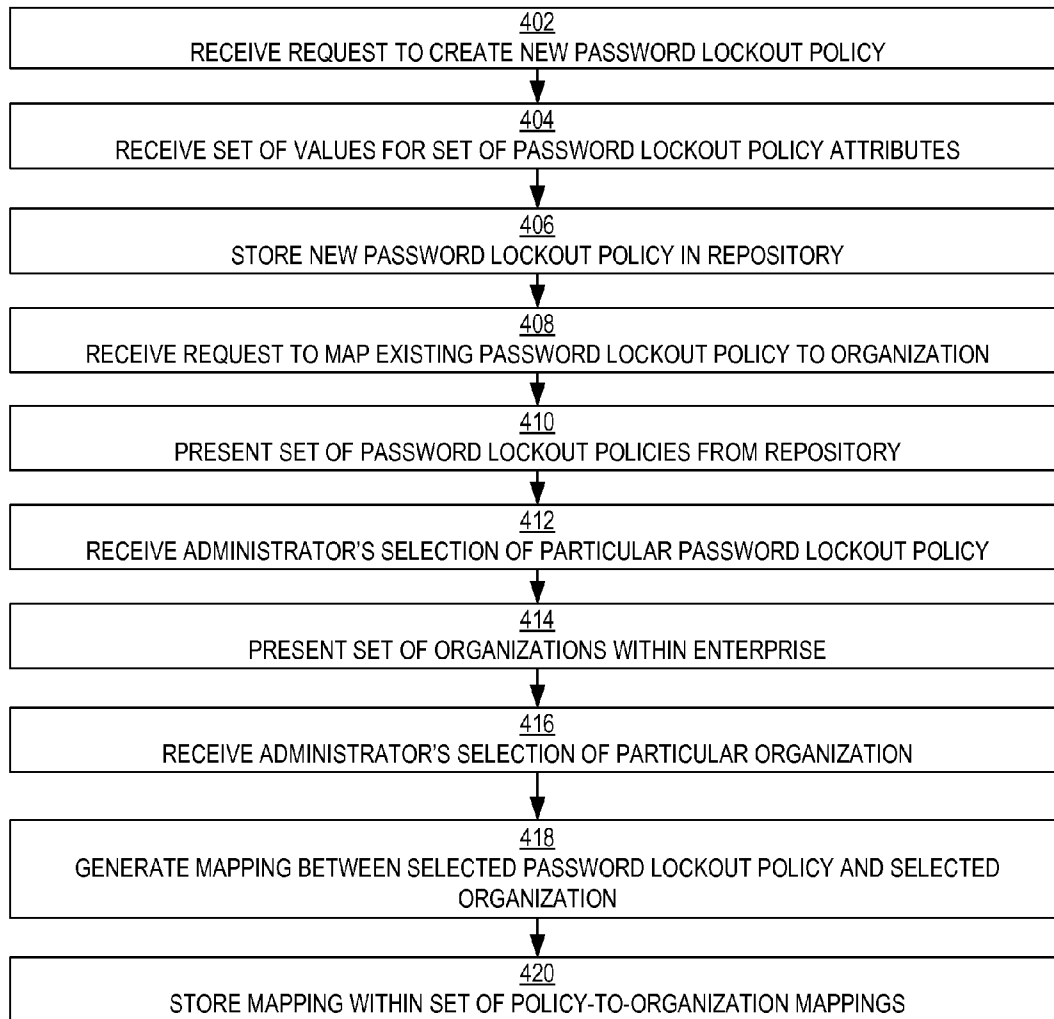 402
RECEIVE REQUEST TO CREATE NEW PASSWORD LOCKOUT POLICY
404
RECEIVE SET OF VALUES FOR SET OF PASSWORD LOCKOUT POLICY ATTRIBUTES
406
STORE NEW PASSWORD LOCKOUT POLICY IN REPOSITORY
408
RECEIVE REQUEST TO MAP EXISTING PASSWORD LOCKOUT POLICY TO ORGANIZATION
410
PRESENT SET OF PASSWORD LOCKOUT POLICIES FROM REPOSITORY
412
RECEIVE ADMINISTRATOR'S SELECTION OF PARTICULAR PASSWORD LOCKOUT POLICY
414
PRESENT SET OF ORGANIZATIONS WITHIN ENTERPRISE
416
RECEIVE ADMINISTRATOR'S SELECTION OF PARTICULAR ORGANIZATION
418
GENERATE MAPPING BETWEEN SELECTED PASSWORD LOCKOUT POLICY AND SELECTED
ORGANIZATION
420
STORE MAPPING WITHIN SET OF POLICY-TO-ORGANIZATION MAPPINGS